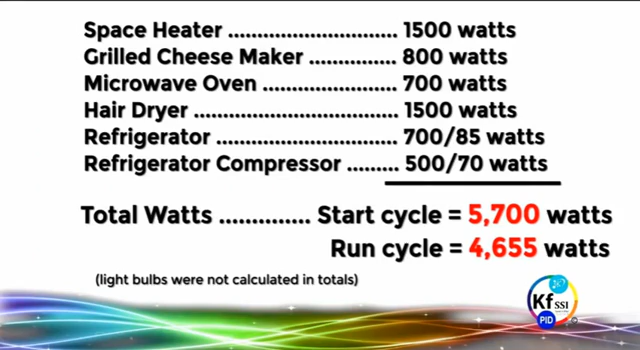 Space Heater ................................ 1500 watts
Grilled Cheese Maker ................ 800 watts
Microwave Oven ......................... 700 watts
Hair Dryer ...................................... 1500 watts
Refrigerator .................................. 700/85 watts
Refrigerator Compressor ......... 500/70 watts
Total Watts .............. Start cycle = 5,700 watts
Run cycle = 4,655 watts
(light bulbs were not calculated in totals)
Kf SSI
PID